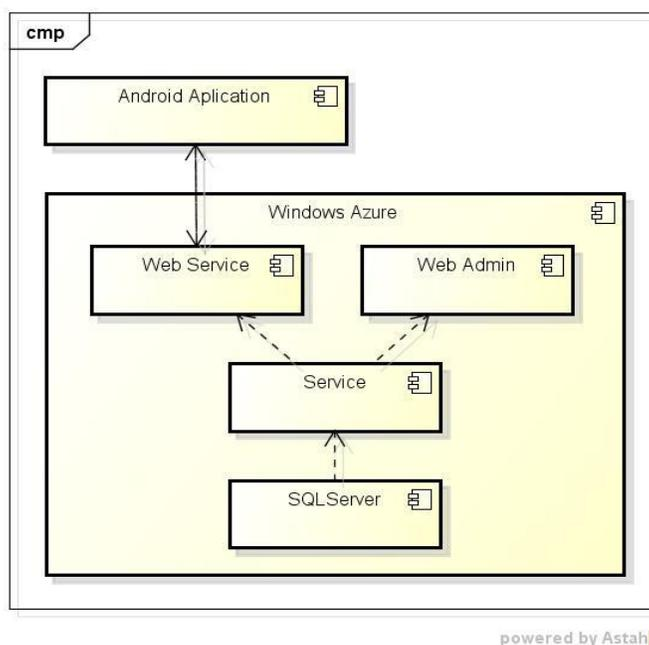 cmp
Android Aplication
Windows Azure
Web Service
Web Admin
Service
SQLServer
powered by Astah